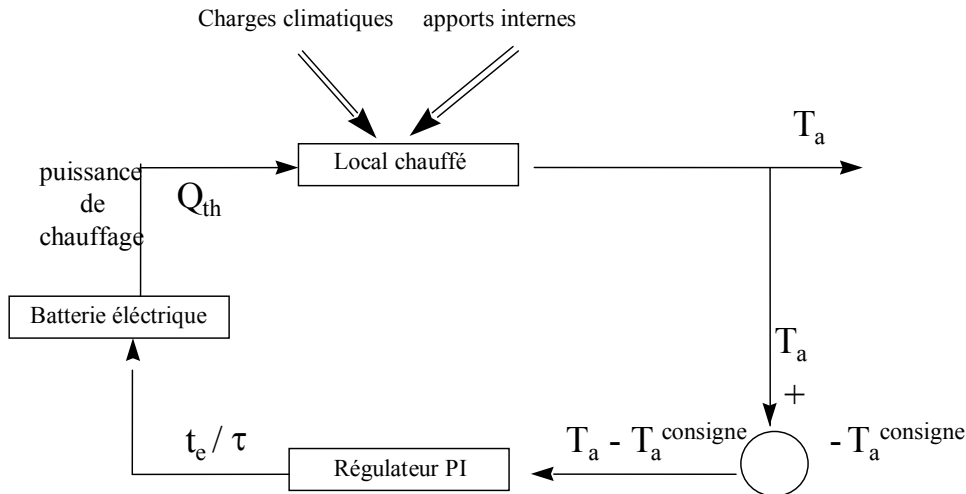 Charges climatiques apports internes
Local chauffé
T_a
puissance
de
chauffage
Q_th
Batterie éléctrique
T_a
+
t_e / τ
Régulateur PI
T_a - T_a^consigne
- T_a^consigne